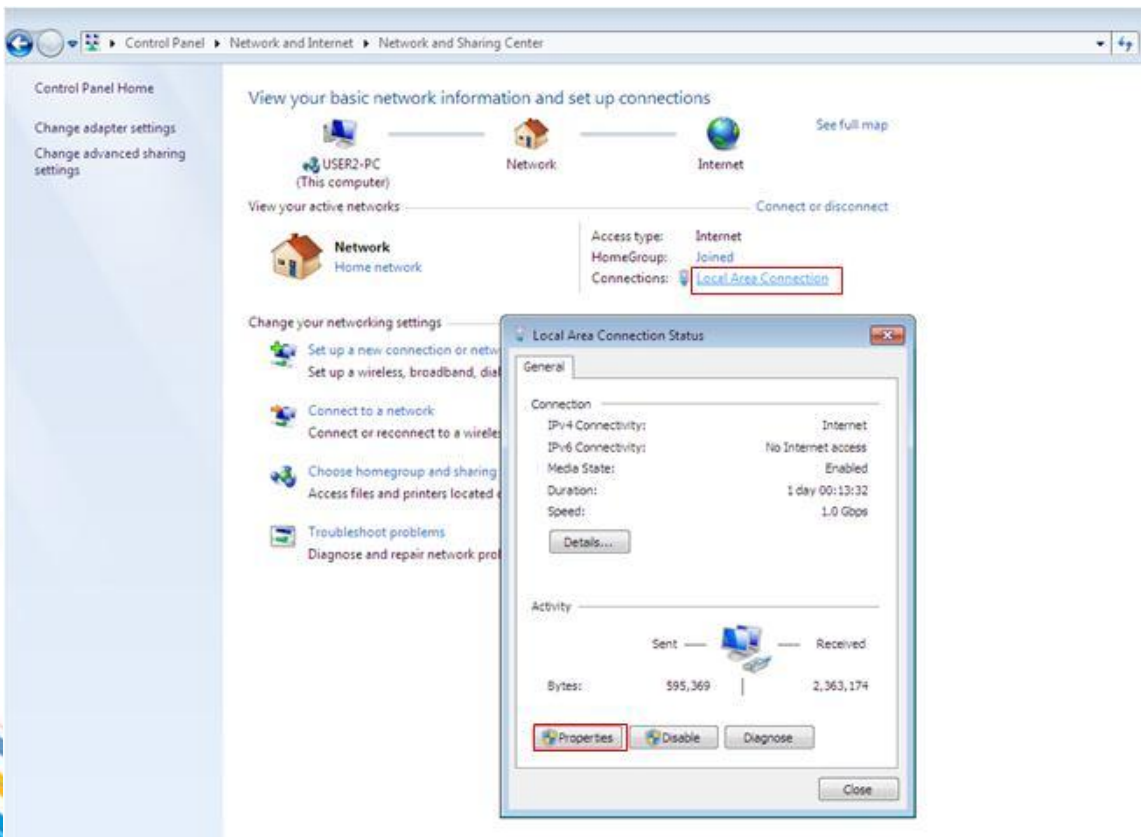 Control Panel ▸ Network and Internet ▸ Network and Sharing Center
Control Panel Home
Change adapter settings
Change advanced sharing
settings
View your basic network information and set up connections
See full map
USER2-PC
(This computer)
Network
Internet
View your active networks
Connect or disconnect
Network
Home network
Access type: Internet
HomeGroup: Joined
Connections: Local Area Connection
Change your networking settings
Set up a new connection or netw
Set up a wireless, broadband, dial
Connect to a network
Connect or reconnect to a wireles
Choose homegroup and sharing
Access files and printers located
Troubleshoot problems
Diagnose and repair network prol
Local Area Connection Status
General
Connection
IPv4 Connectivity: Internet
IPv6 Connectivity: No Internet access
Media State: Enabled
Duration: 1 day 00:13:32
Speed: 1.0 Gbps
Details...
Activity
Sent Received
Bytes: 595,369 2,363,174
Properties Disable Diagnose
Close